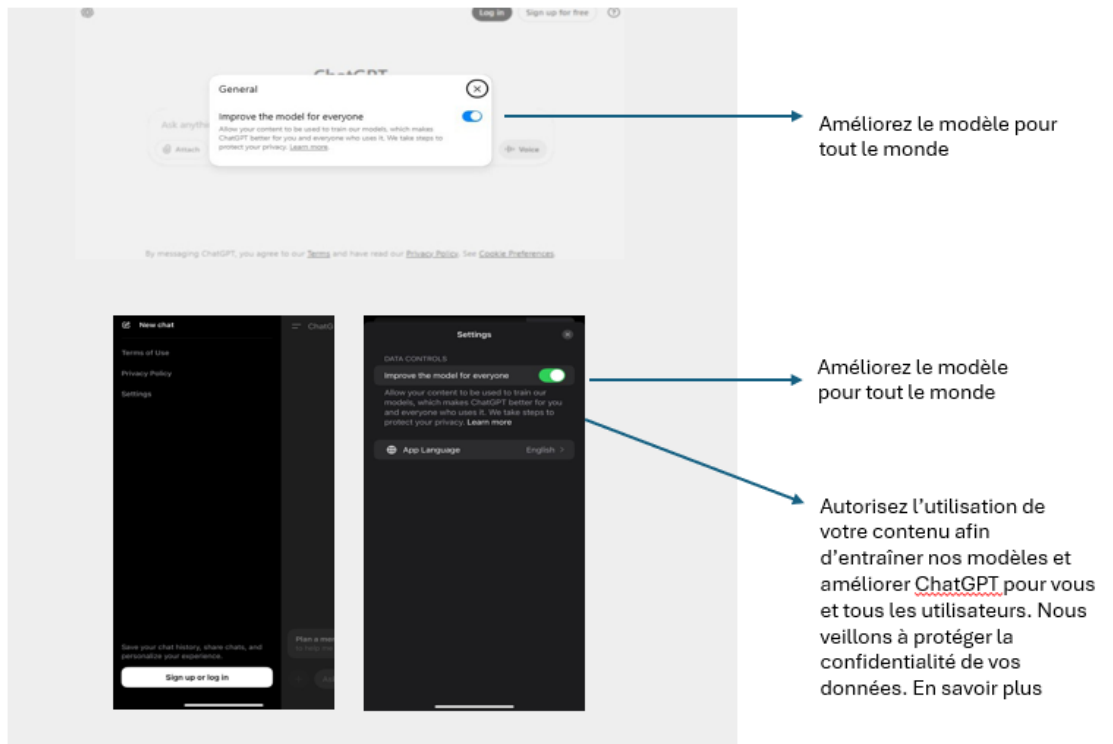 Log in Sign up for free
ChatGPT
General
Improve the model for everyone
Allow your content to be used to train our models, which makes
ChatGPT better for you and everyone who uses it. We take steps to
protect your privacy. Learn more.
Ask anyth
Attach
Voice
By messaging ChatGPT, you agree to our Terms and have read our Privacy Policy. See Cookie Preferences.
Améliorez le modèle pour
tout le monde
New chat
ChatG
Terms of Use
Privacy Policy
Settings
Plan a
to help me
Save your chat history, share chats, and
personalize your experience.
Sign up or log in
Settings
DATA CONTROLS
Improve the model for everyone
Allow your content to be used to train our
models, which makes ChatGPT better for you
and everyone who uses it. We take steps to
protect your privacy. Learn more
App Language English
Améliorez le modèle
pour tout le monde
Autorisez l’utilisation de
votre contenu afin
d’entraîner nos modèles et
améliorer ChatGPT pour vous
et tous les utilisateurs. Nous
veillons à protéger la
confidentialité de vos
données. En savoir plus